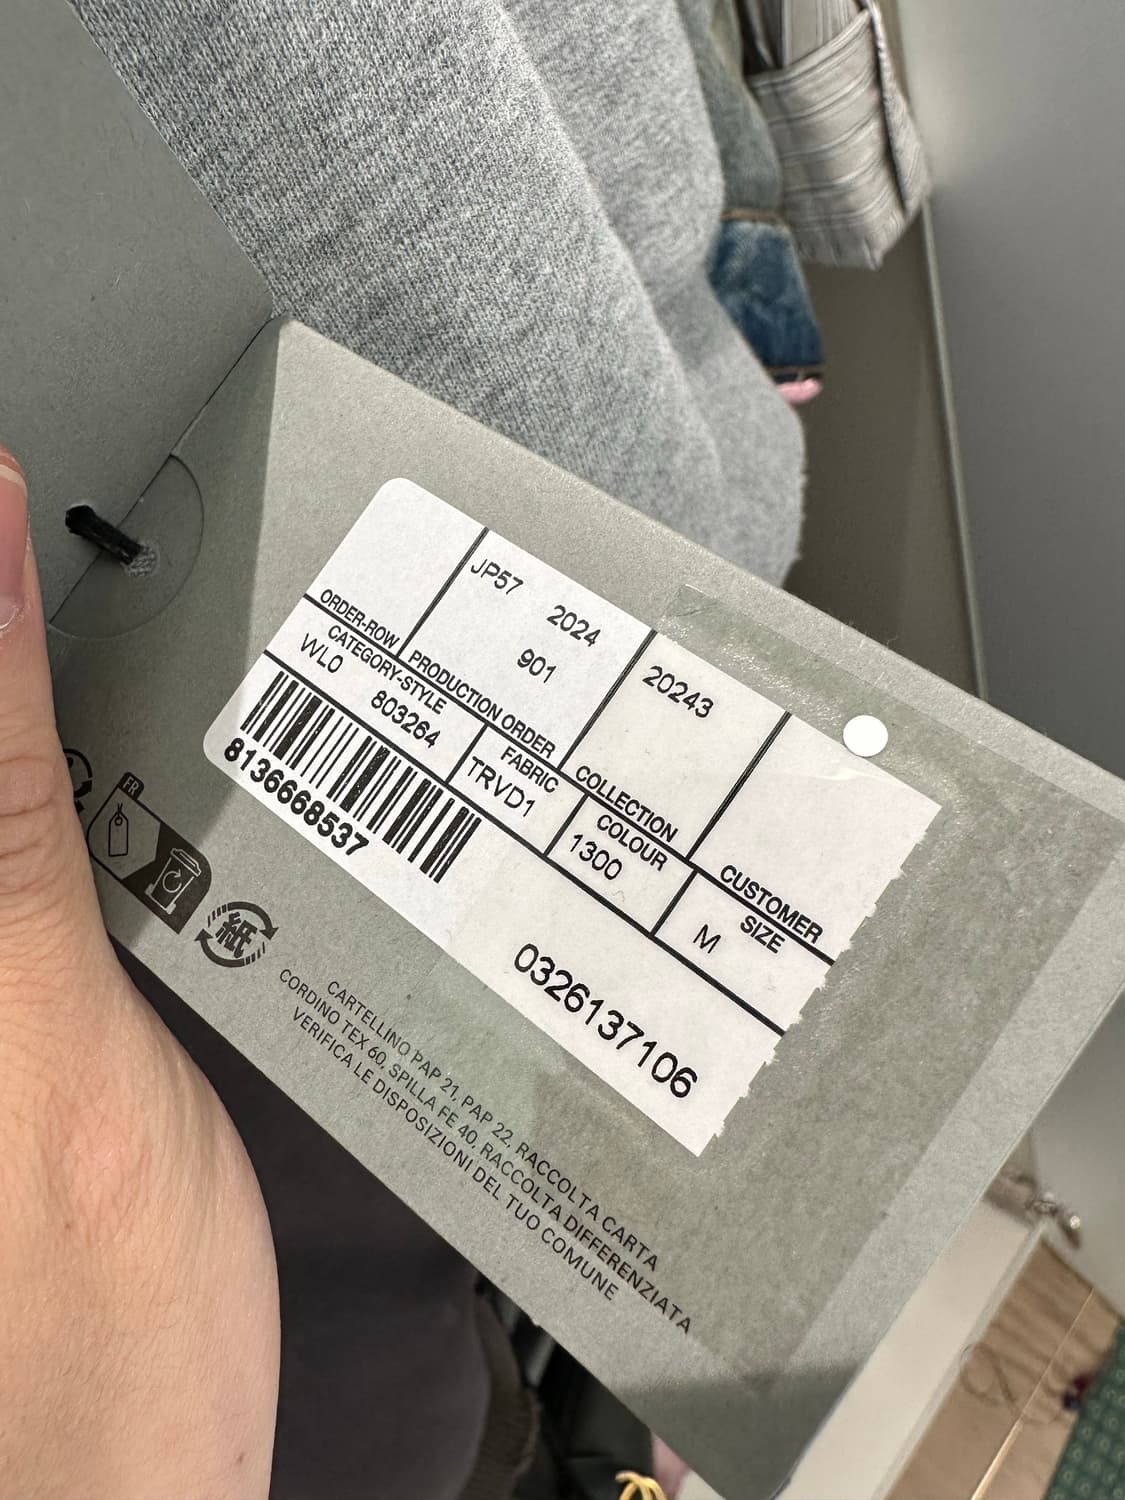 JP57 2024
901
20243
ORDER-ROW
PRODUCTION ORDER
COLLECTION
CUSTOMER
CATEGORY-STYLE
FABRIC
COLOUR
SIZE
WL0 803264
TRVD1
1300
M
8136668537
0326137106
FR
紙
CARTELLINO PAP 21, PAP 22, RACCOLTA CARTA
CORDINO TEX 60, SPILLA FE 40, RACCOLTA DIFFERENZIATA
VERIFICA LE DISPOSIZIONI DEL TUO COMUNE